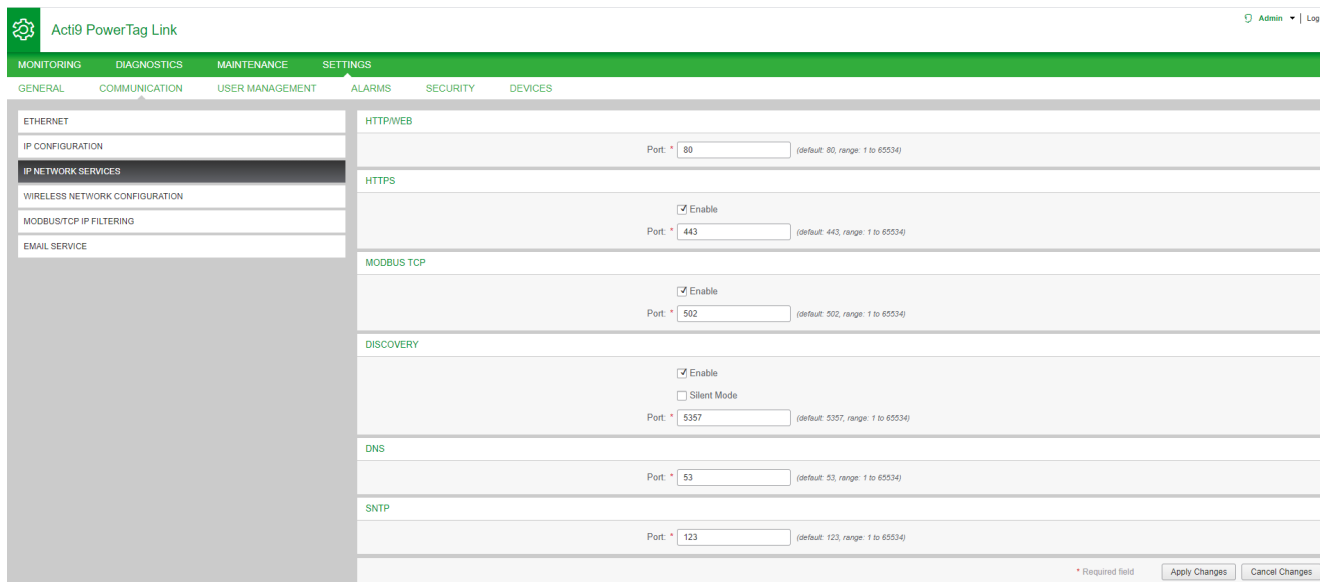 Acti9 PowerTag Link
Admin | Log
MONITORING DIAGNOSTICS MAINTENANCE SETTINGS
GENERAL COMMUNICATION USER MANAGEMENT ALARMS SECURITY DEVICES
ETHERNET
IP CONFIGURATION
IP NETWORK SERVICES
WIRELESS NETWORK CONFIGURATION
MODBUS/TCP IP FILTERING
EMAIL SERVICE
HTTP/WEB
Port: * 80 (default: 80, range: 1 to 65534)
HTTPS
Enable
Port: * 443 (default: 443, range: 1 to 65534)
MODBUS TCP
Enable
Port: * 502 (default: 502, range: 1 to 65534)
DISCOVERY
Enable
Silent Mode
Port: * 5357 (default: 5357, range: 1 to 65534)
DNS
Port: * 53 (default: 53, range: 1 to 65534)
SNTP
Port: * 123 (default: 123, range: 1 to 65534)
* Required field Apply Changes Cancel Changes